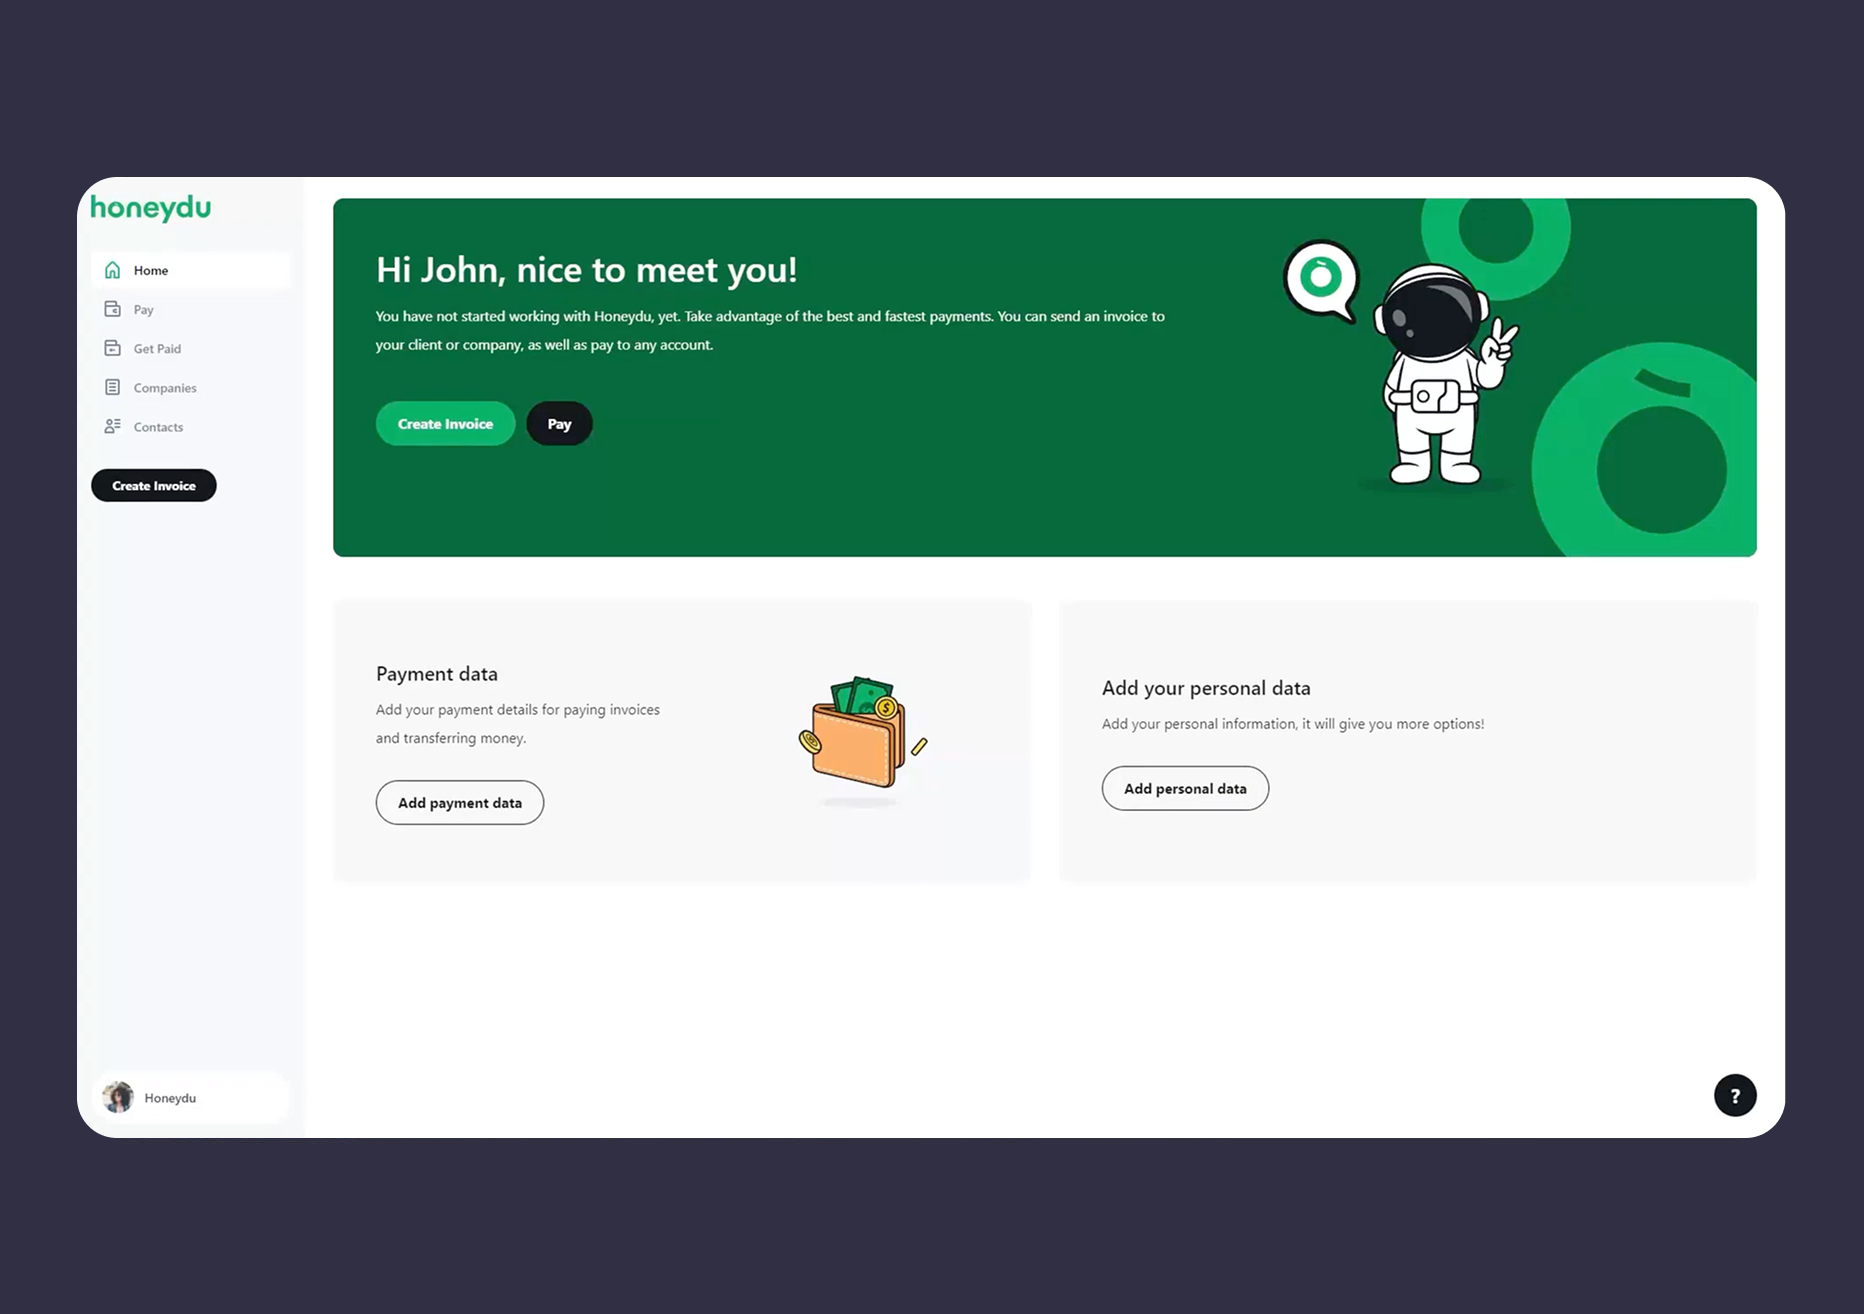 honeydu
Home
Pay
Get Paid
Companies
Contacts
Create Invoice
Honeydu
Hi John, nice to meet you!
You have not started working with Honeydu, yet. Take advantage of the best and fastest payments. You can send an invoice to
your client or company, as well as pay to any account.
Create Invoice
Pay
Payment data
Add your payment details for paying invoices
and transferring money.
Add payment data
$
Add your personal data
Add your personal information, it will give you more options!
Add personal data
?